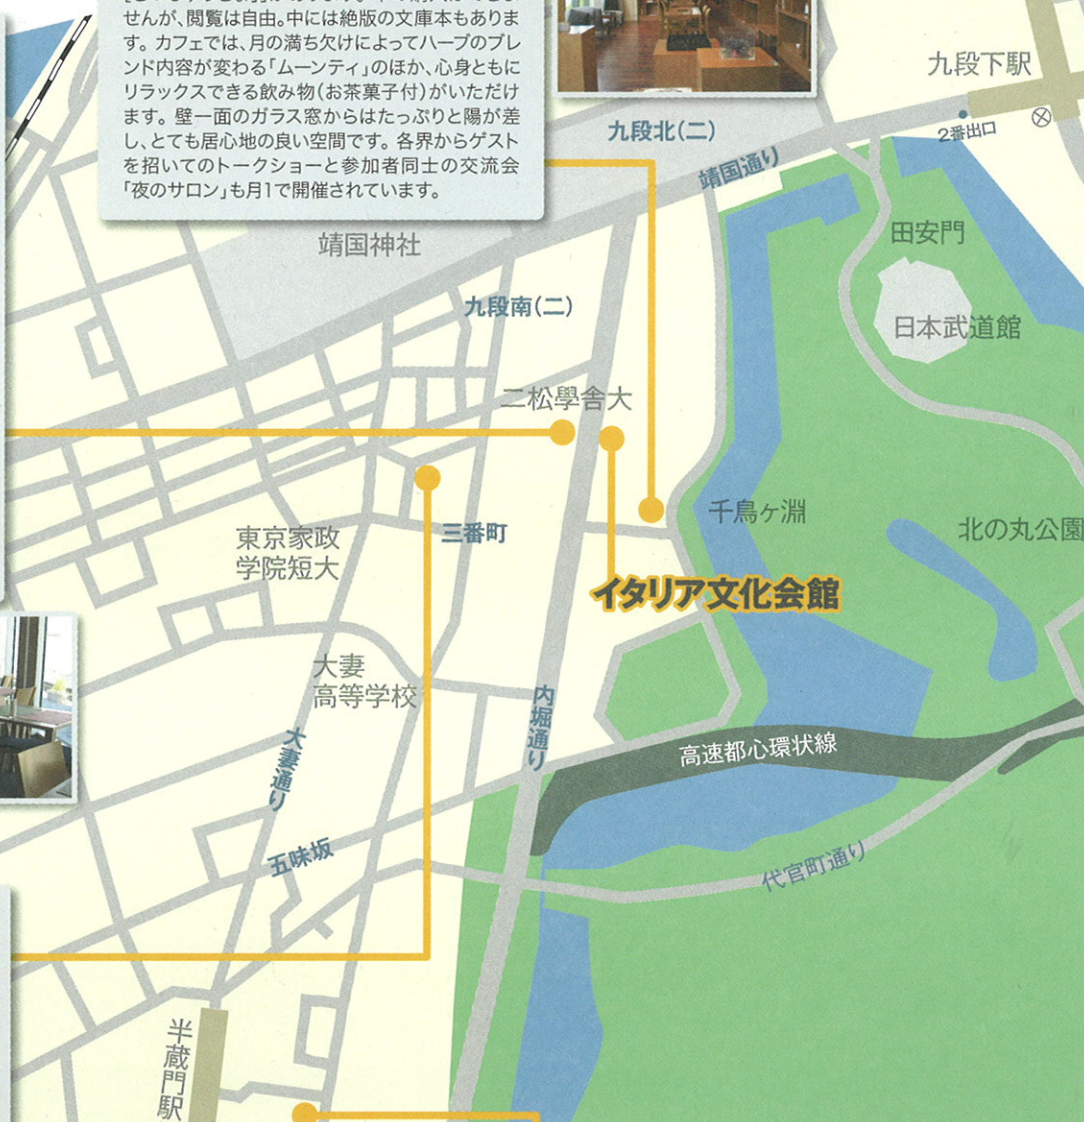 せんが、閲覧は自由。中には絶版の文庫本もありま
す。カフェでは、月の満ち欠けによってハーブのブレ
ンド内容が変わる「ムーンティ」のほか、心身ともに
リラックスできる飲み物(お茶菓子付)がいただけ
ます。壁一面のガラス窓からはたっぷりと陽が差
し、とても居心地の良い空間です。各界からゲスト
を招いてのトークショーと参加者同士の交流会
「夜のサロン」も月1で開催されています。
九段下駅
2番出口
九段北(二)
靖国通り
靖国神社
田安門
九段南(二)
日本武道館
二松學舎大
千鳥ヶ淵
北の丸公園
三番町
東京家政
学院短大
イタリア文化会館
大妻
高等学校
内堀通り
大妻通り
高速都心環状線
五味坂
代官町通り
半蔵門駅